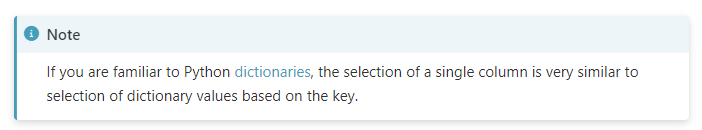 Note
If you are familiar to Python dictionaries, the selection of a single column is very similar to
selection of dictionary values based on the key.